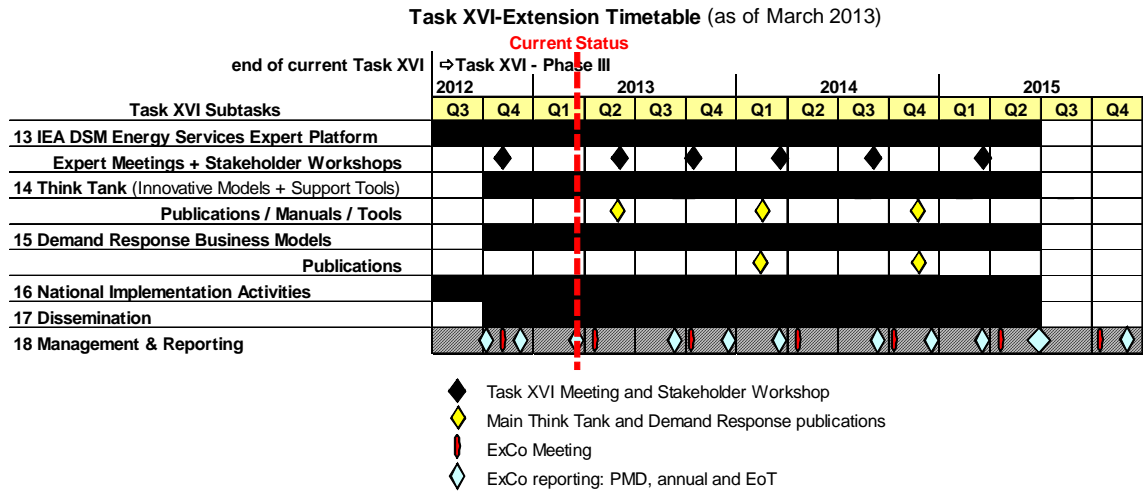 Task XVI-Extension Timetable (as of March 2013)
Current Status
end of current Task XVI ⇨Task XVI - Phase III
2012 2013 2014 2015
Task XVI Subtasks Q3 Q4 Q1 Q2 Q3 Q4 Q1 Q2 Q3 Q4 Q1 Q2 Q3 Q4
13 IEA DSM Energy Services Expert Platform
Expert Meetings + Stakeholder Workshops
14 Think Tank (Innovative Models + Support Tools)
Publications / Manuals / Tools
15 Demand Response Business Models
Publications
16 National Implementation Activities
17 Dissemination
18 Management & Reporting
Task XVI Meeting and Stakeholder Workshop
Main Think Tank and Demand Response publications
ExCo Meeting
ExCo reporting: PMD, annual and EoT